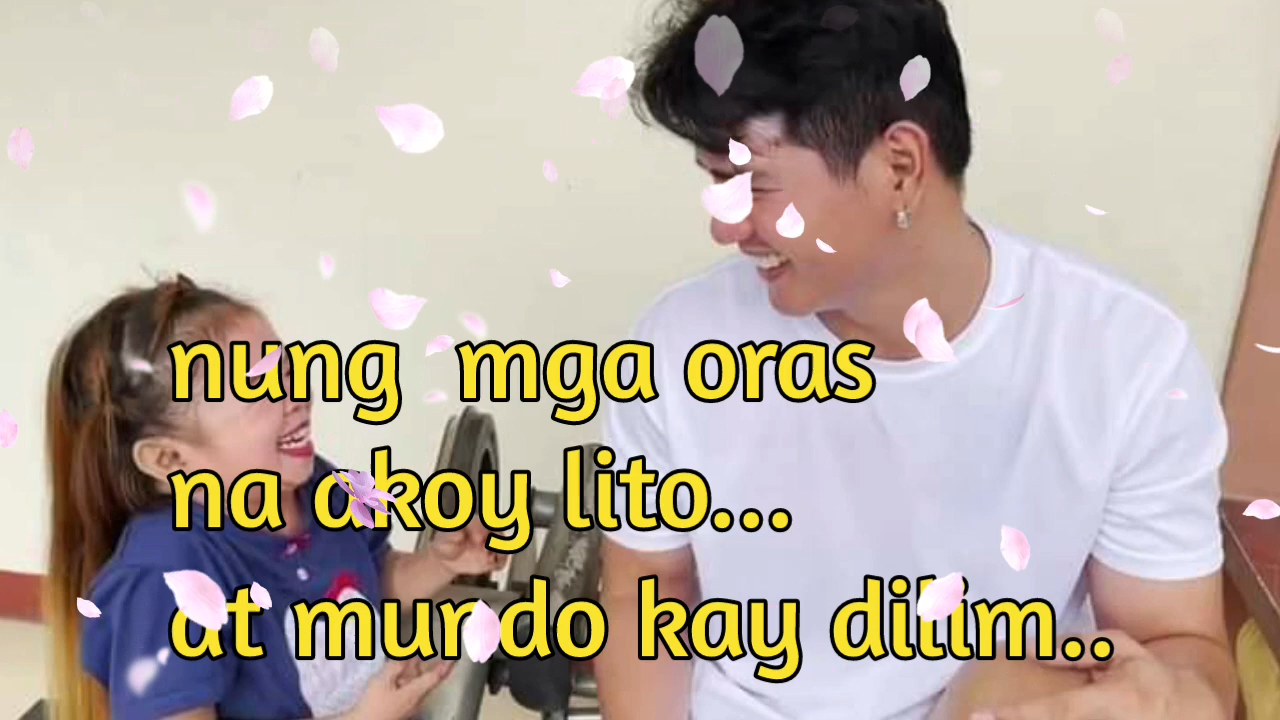 nung mga oras
na akoy lito...
at mundo kay dilim..